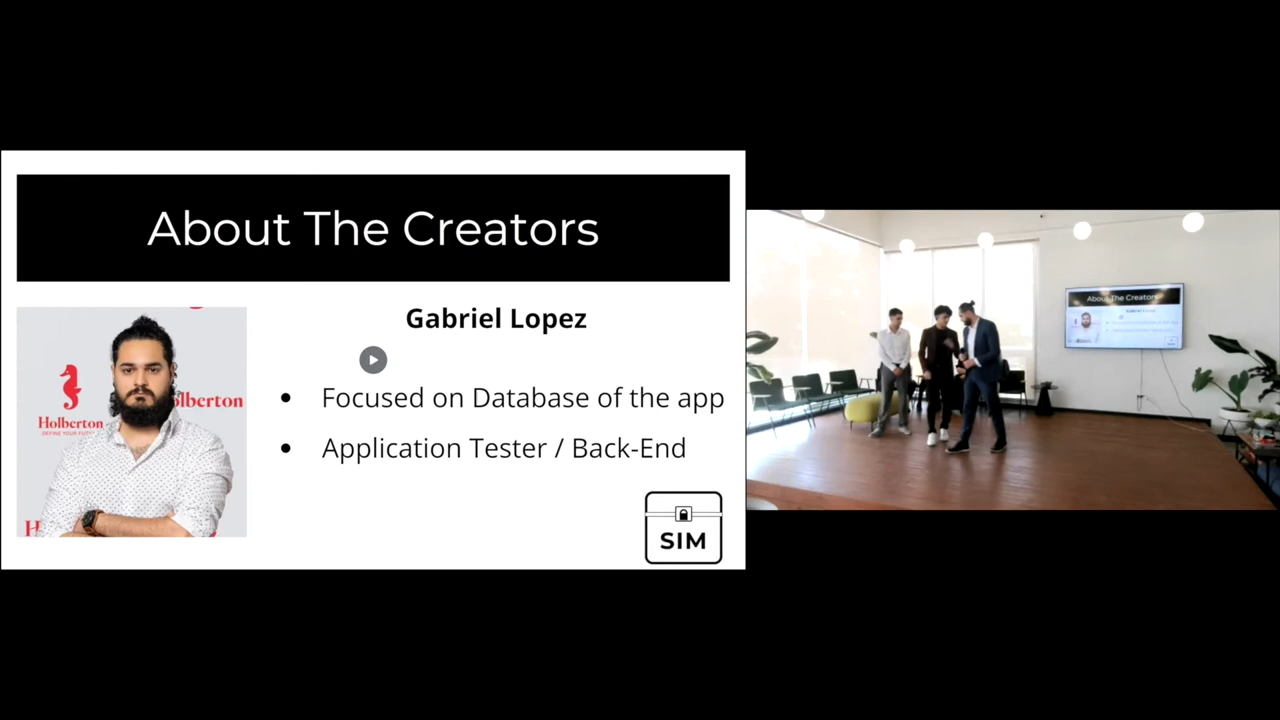 About The Creators
Gabriel Lopez
Focused on Database of the app
Application Tester / Back-End
Holberton
SIM
About The Creators